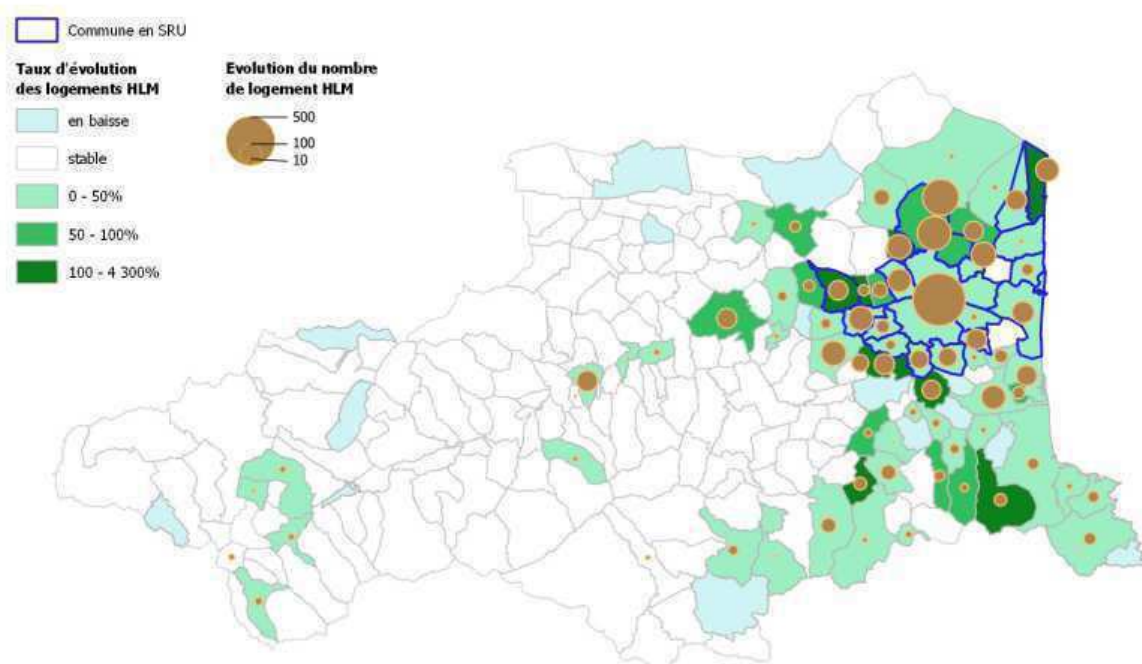 Commune en SRU
Taux d'évolution
des logements HLM
en baisse
stable
0 - 50%
50 - 100%
100 - 4 300%
Evolution du nombre
de logement HLM
500
100
10